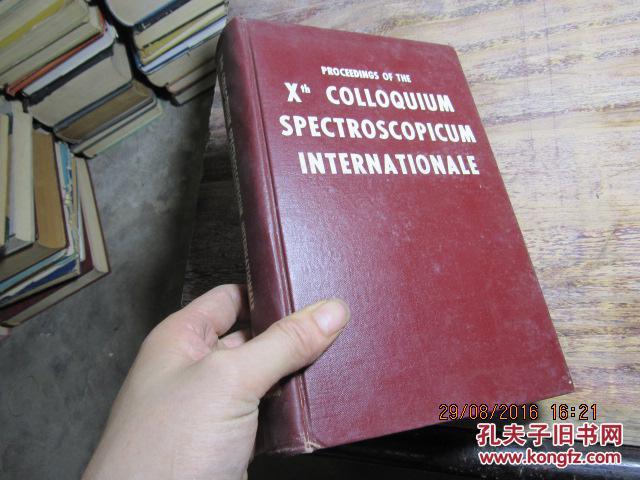 PROCEEDINGS OF THE
Xth COLLOQUIUM
SPECTROSCOPICUM
INTERNATIONALE
29/08/2016 16:21
孔夫子旧书网
www.kongfz.com